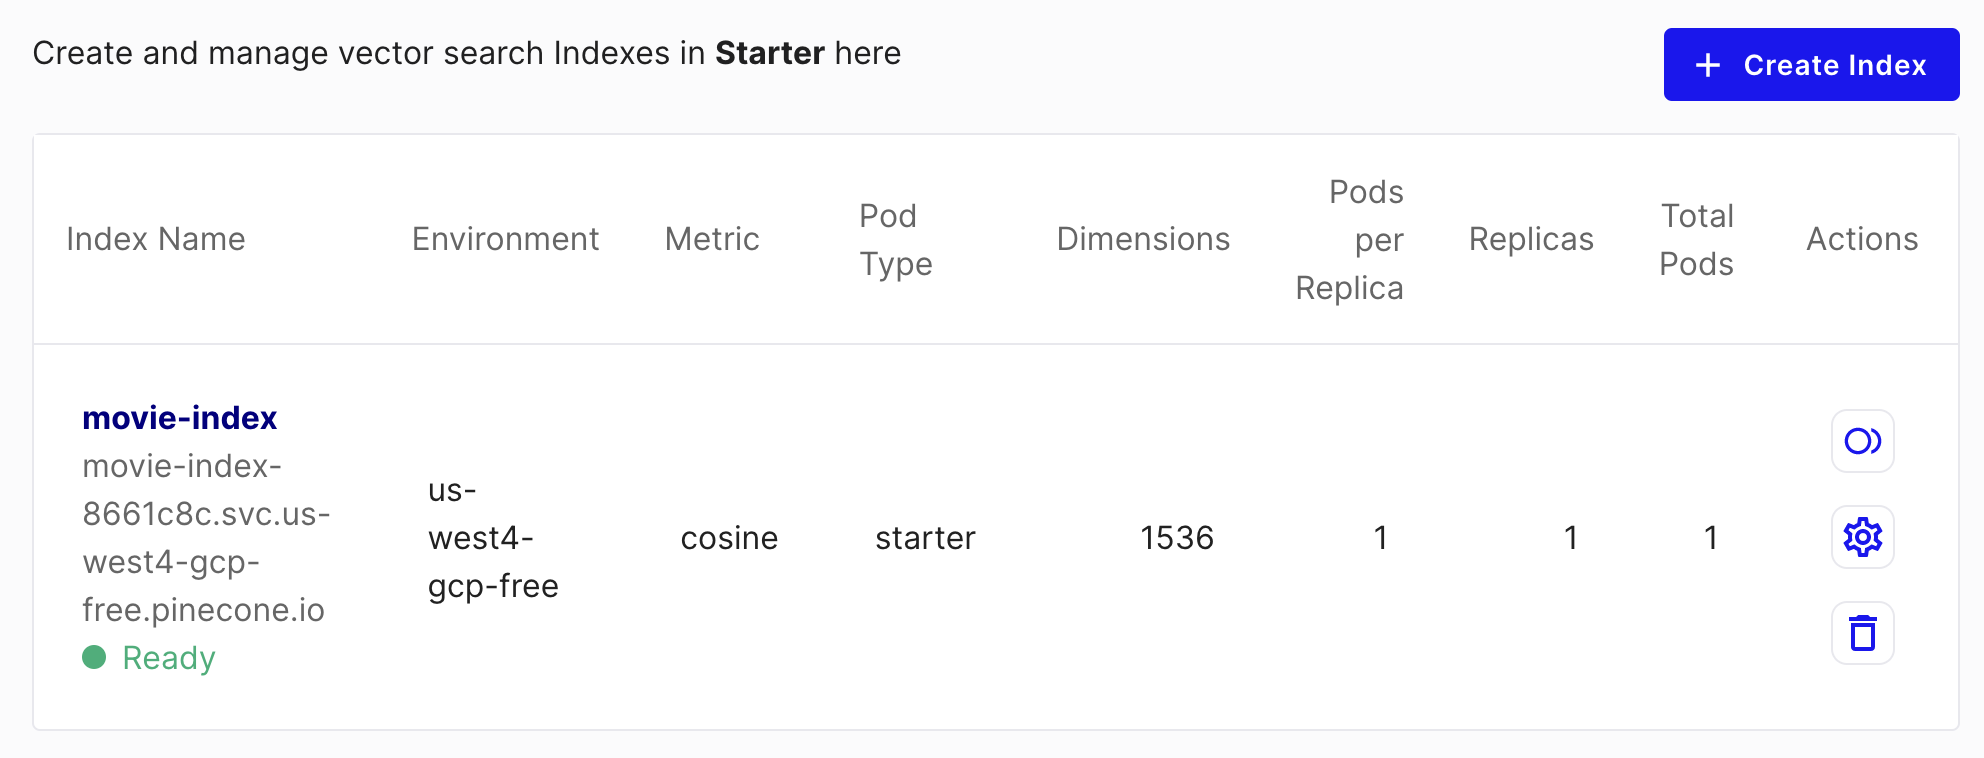 Create and manage vector search Indexes in Starter here
+ Create Index
Index Name
Environment
Metric
Pod
Type
Dimensions
Pods
per
Replica
Replicas
Total
Pods
Actions
movie-index
movie-index-
8661c8c.svc.us-
west4-gcp-
free.pinecone.io
Ready
us-
west4-
gcp-free
cosine
starter
1536
1
1
1